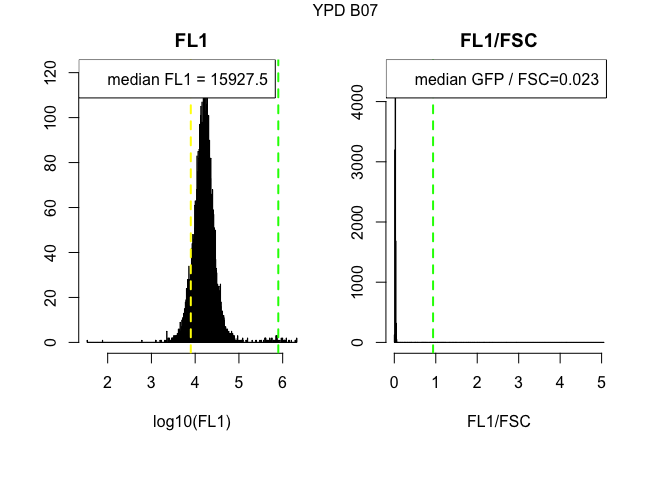 YPD B07
FL1
FL1/FSC
median FL1 = 15927.5
median GFP / FSC=0.023
0
20
40
60
80
100
120
0
1000
2000
3000
4000
2 3 4 5 6
0 1 2 3 4 5
log10(FL1)
FL1/FSC